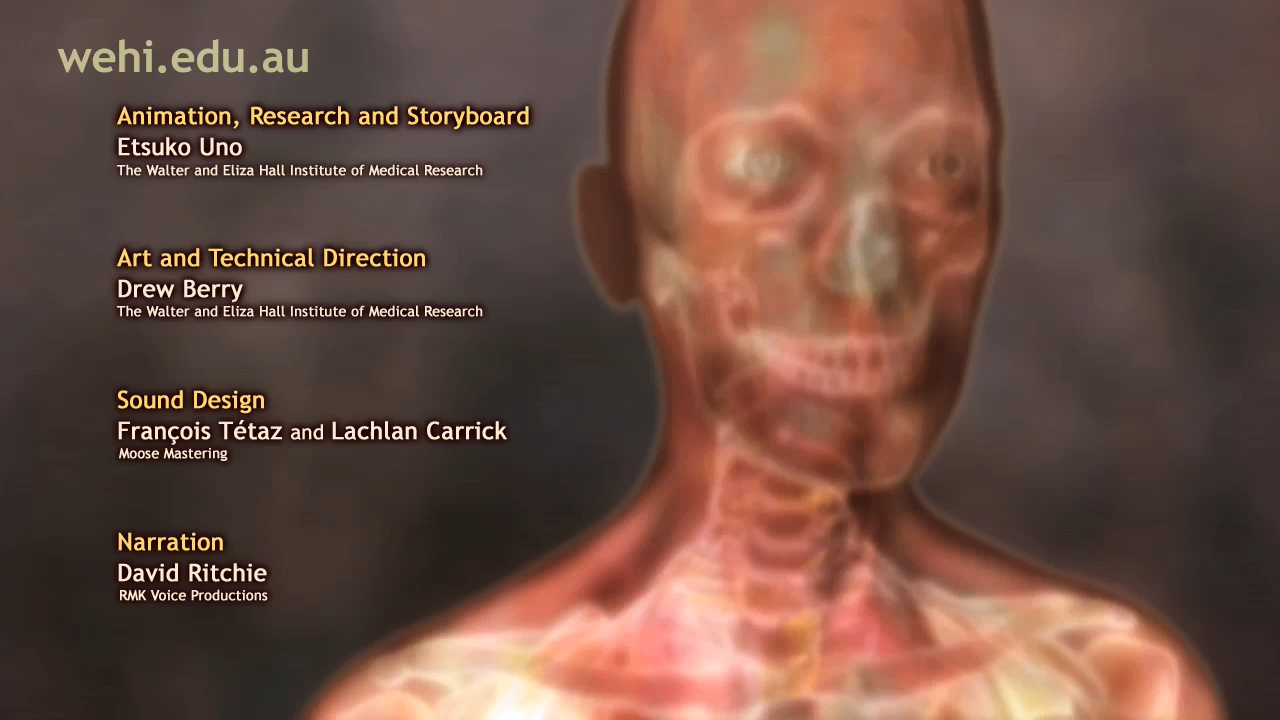 wehi.edu.au
Animation, Research and Storyboard
Etsuko Uno
The Walter and Eliza Hall Institute of Medical Research
Art and Technical Direction
Drew Berry
The Walter and Eliza Hall Institute of Medical Research
Sound Design
François Tétaz and Lachlan Carrick
Moose Mastering
Narration
David Ritchie
RMK Voice Productions